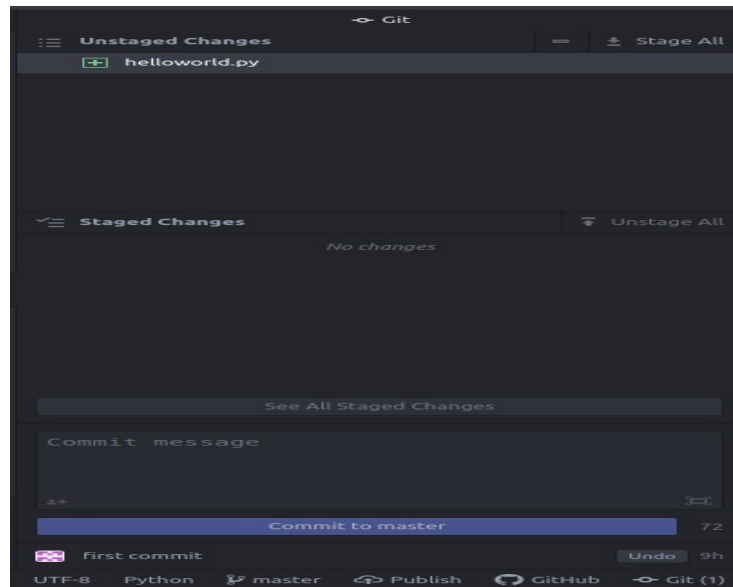 Git
Unstaged Changes Stage All
helloworld.py
Staged Changes Unstage All
No changes
See All Staged Changes
Commit message
Commit to master 72
First commit Undo 9h
UTF-8 Python master Publish GitHub Git (1)